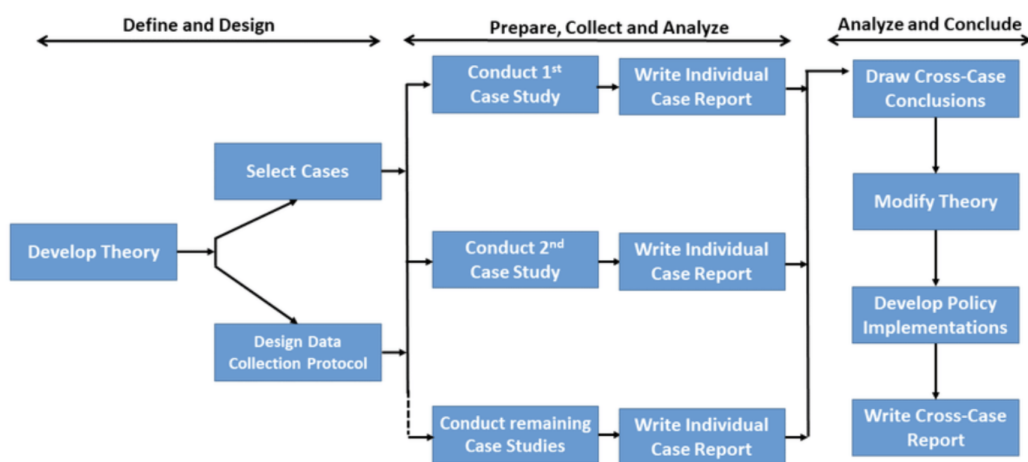 Define and Design
Prepare, Collect and Analyze
Analyze and Conclude
Develop Theory
Select Cases
Design Data
Collection Protocol
Conduct 1st
Case Study
Write Individual
Case Report
Conduct 2nd
Case Study
Write Individual
Case Report
Conduct remaining
Case Studies
Write Individual
Case Report
Draw Cross-Case
Conclusions
Modify Theory
Develop Policy
Implementations
Write Cross-Case
Report